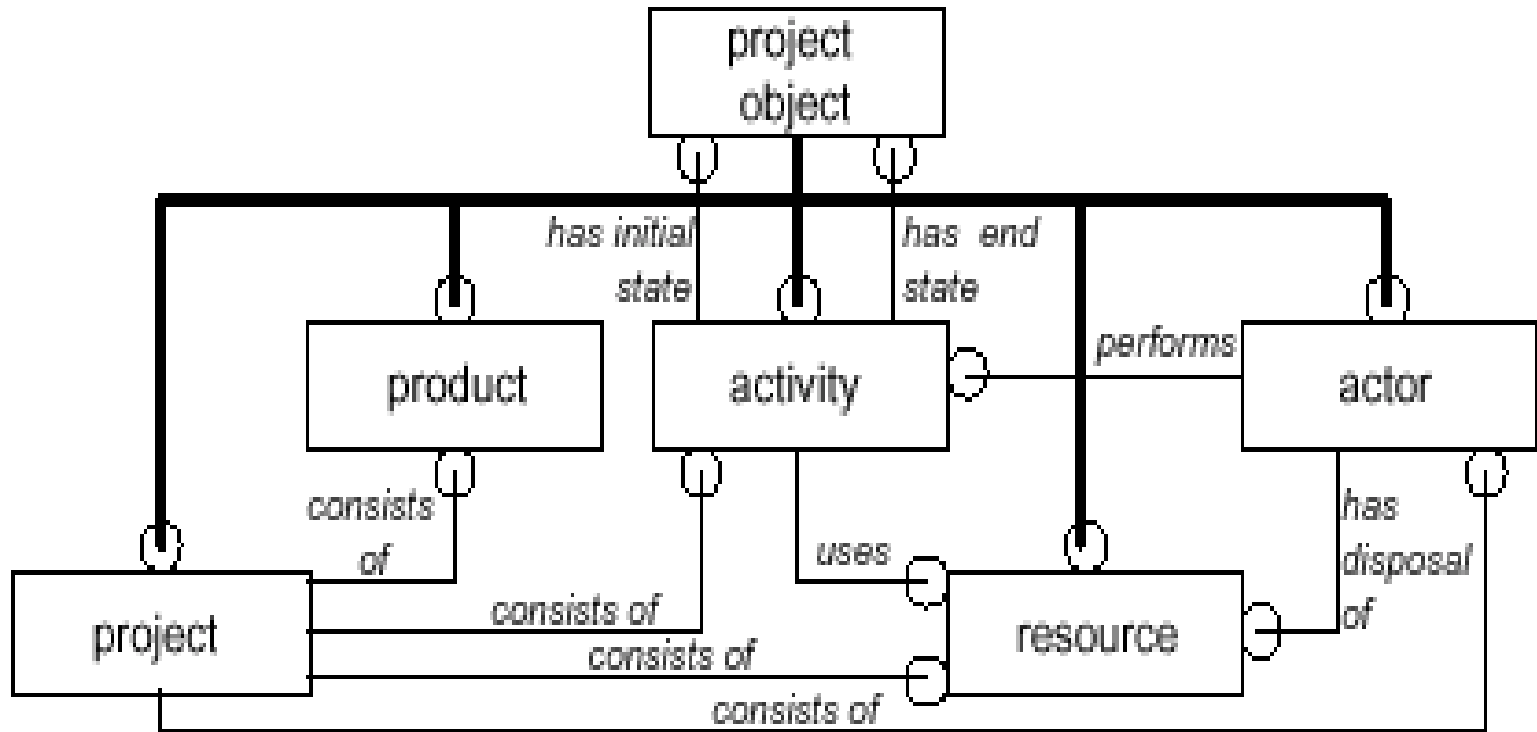 project
object
has initial
state
has end
state
performs
product
activity
actor
consists
of
uses
has
disposal
of
project
consists of
resource
consists of
consists of